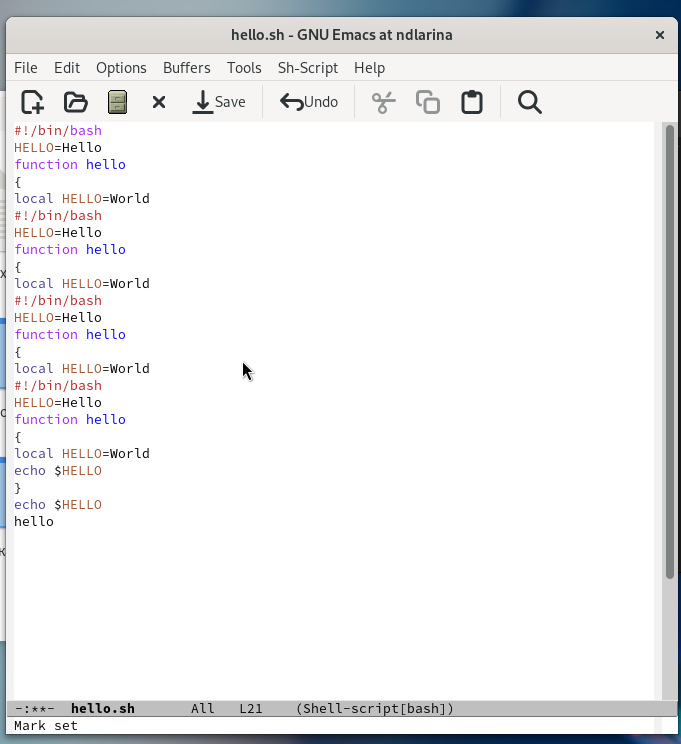 hello.sh - GNU Emacs at ndlarina
File Edit Options Buffers Tools Sh-Script Help
Save Undo
#!/bin/bash
HELLO=Hello
function hello
{
local HELLO=World
#!/bin/bash
HELLO=Hello
function hello
{
local HELLO=World
#!/bin/bash
HELLO=Hello
function hello
{
local HELLO=World
#!/bin/bash
HELLO=Hello
function hello
{
local HELLO=World
echo $HELLO
}
echo $HELLO
hello
-:**- hello.sh All L21 (Shell-script[bash])
Mark set